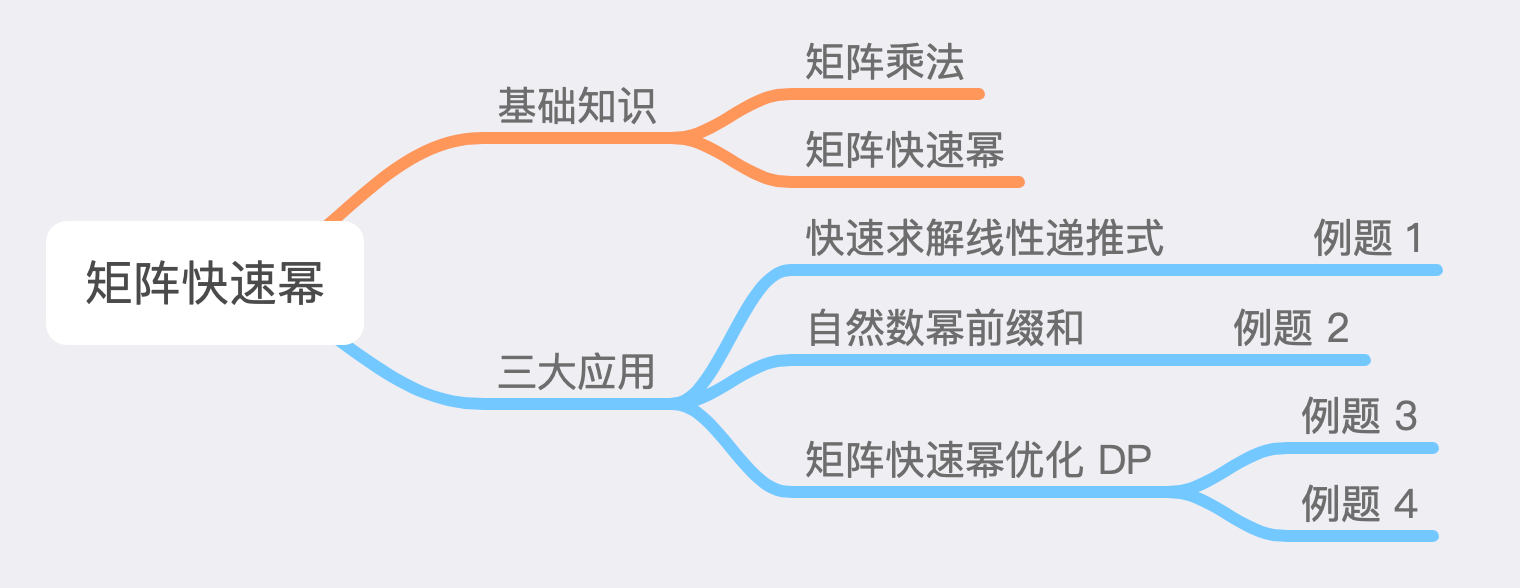 矩阵快速幂
基础知识
矩阵乘法
矩阵快速幂
三大应用
快速求解线性递推式
例题 1
自然数幂前缀和
例题 2
矩阵快速幂优化 DP
例题 3
例题 4